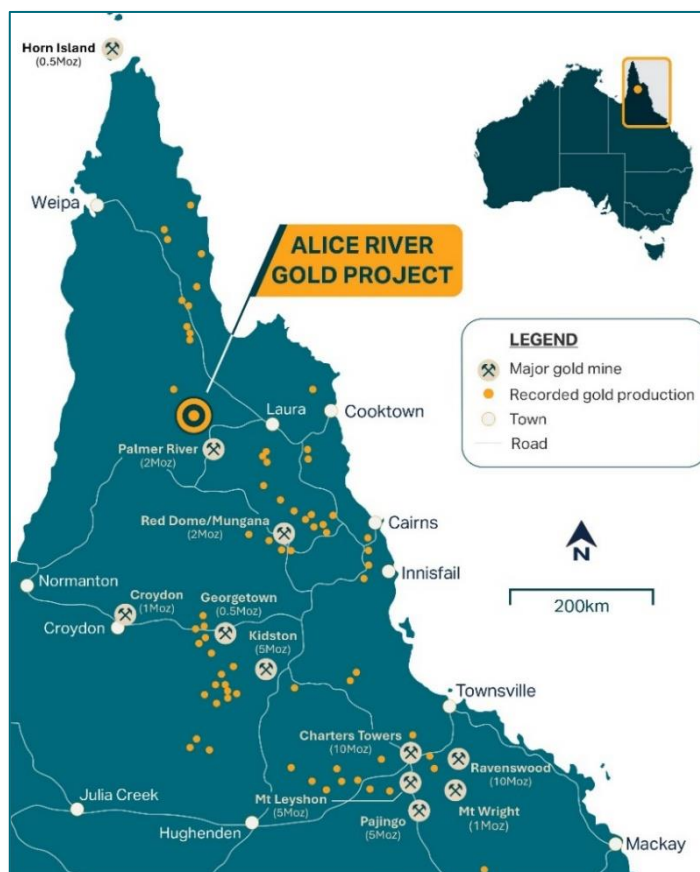 Horn Island
(0.5Moz)
Weipa
ALICE RIVER
GOLD PROJECT
LEGEND
Major gold mine
Recorded gold production
Town
Road
Laura
Cooktown
Palmer River
(2Moz)
Red Dome/Mungana
(2Moz)
Cairns
N
Innisfail
200km
Normanton
Croydon
(1Moz)
Georgetown
(0.5Moz)
Croydon
Kidston
(5Moz)
Townsville
Charters Towers
(10Moz)
Ravenswood
(10Moz)
Mt Leyshon
(5Moz)
Julia Creek
Pajingo
(5Moz)
Mt Wright
(1Moz)
Hughenden
Mackay